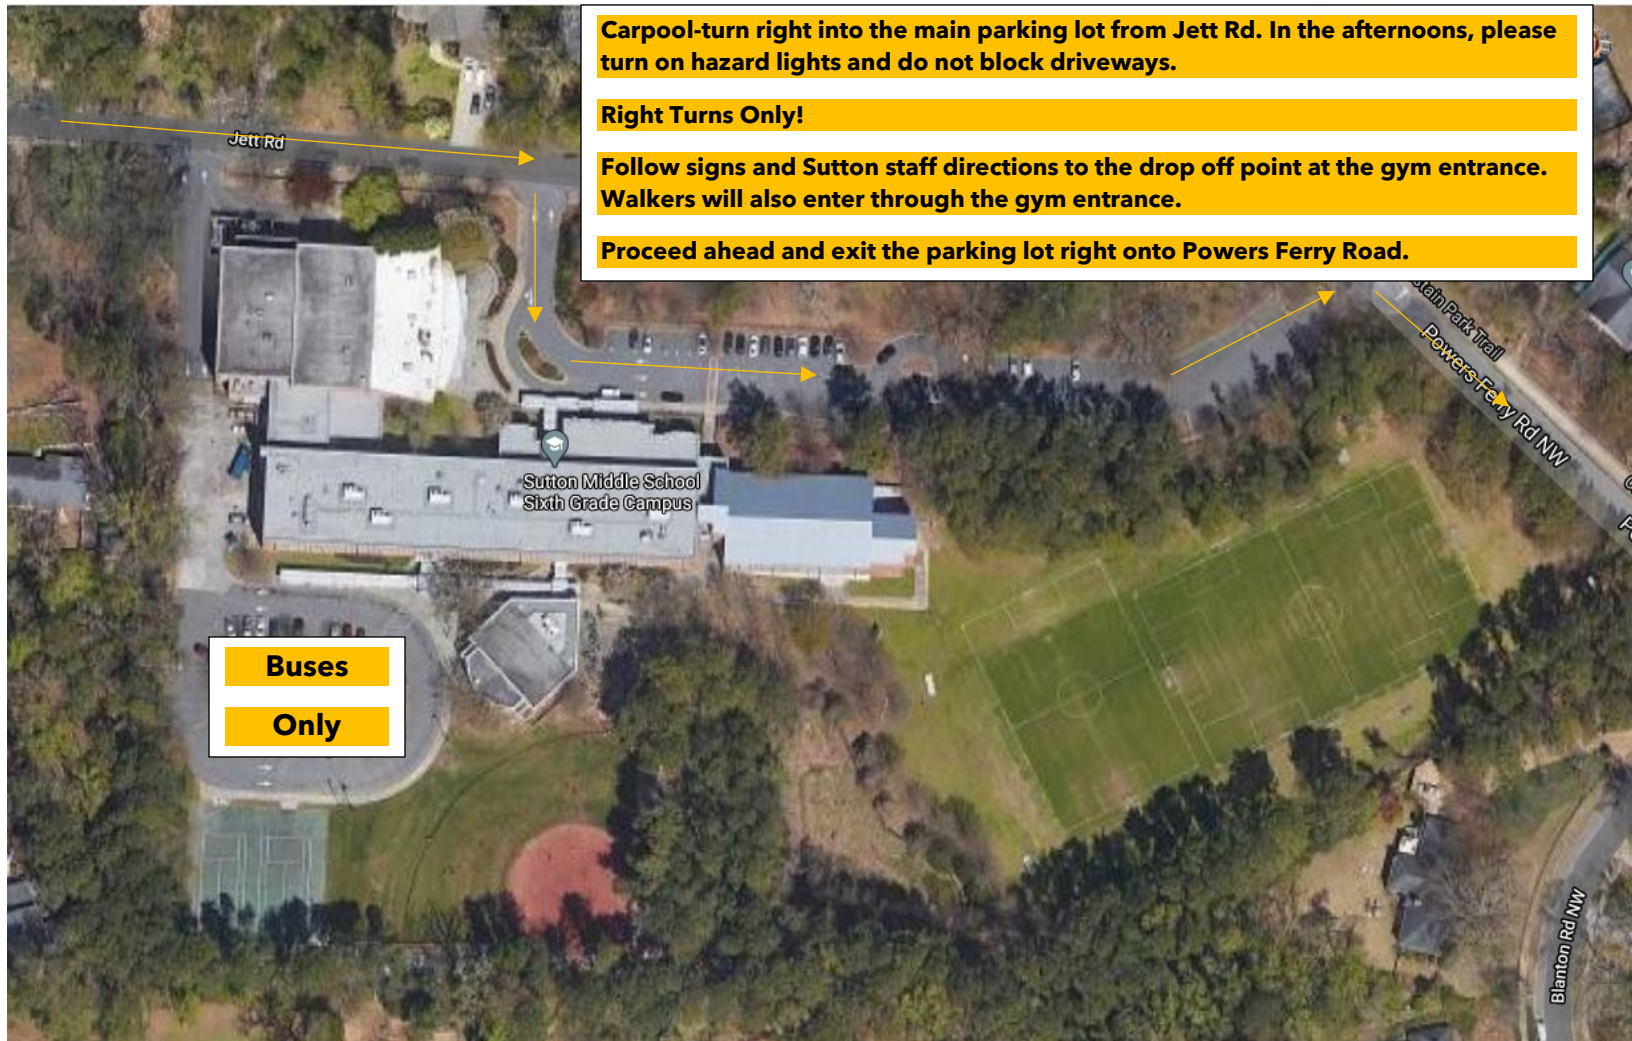 Carpool-turn right into the main parking lot from Jett Rd. In the afternoons, please
turn on hazard lights and do not block driveways.
Right Turns Only!
Follow signs and Sutton staff directions to the drop off point at the gym entrance.
Walkers will also enter through the gym entrance.
Proceed ahead and exit the parking lot right onto Powers Ferry Road.
Jett Rd
stain Park Trail
Powers Ferry Rd NW
Sutton Middle School
Sixth Grade Campus
Buses
Only
Blanton Rd NW